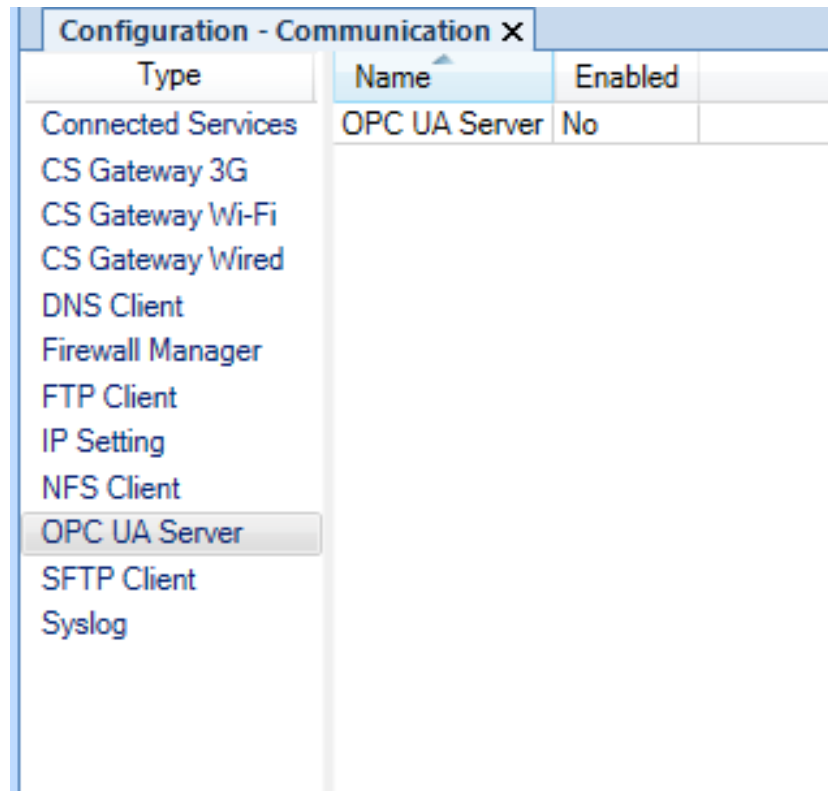 Configuration - Communication X
Type Name Enabled
Connected Services OPC UA Server No
CS Gateway 3G
CS Gateway Wi-Fi
CS Gateway Wired
DNS Client
Firewall Manager
FTP Client
IP Setting
NFS Client
OPC UA Server
SFTP Client
Syslog